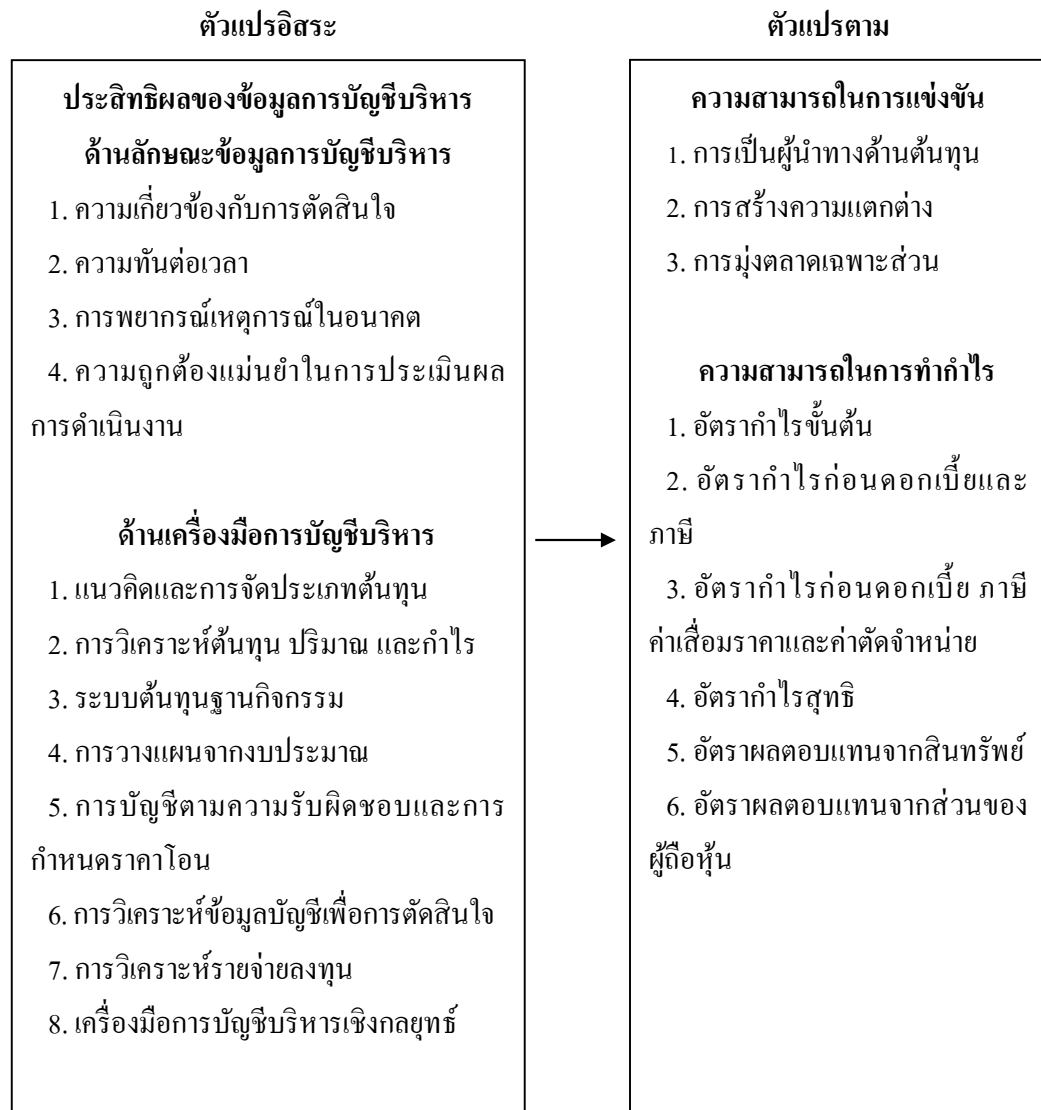 ตัวแปรอิสระ
ประสิทธิผลของข้อมูลการบัญชีบริหาร
ด้านลักษณะข้อมูลการบัญชีบริหาร
1. ความเกี่ยวข้องกับการตัดสินใจ
2. ความทันต่อเวลา
3. การพยากรณ์เหตุการณ์ในอนาคต
4. ความถูกต้องแม่นยำในการประเมินผล
การดำเนินงาน
ด้านเครื่องมือการบัญชีบริหาร
1. แนวคิดและการจัดประเภทต้นทุน
2. การวิเคราะห์ต้นทุน ปริมาณ และกำไร
3. ระบบต้นทุนฐานกิจกรรม
4. การวางแผนจากงบประมาณ
5. การบัญชีตามความรับผิดชอบและการ
กำหนดราคาโอน
6. การวิเคราะห์ข้อมูลบัญชีเพื่อการตัดสินใจ
7. การวิเคราะห์รายจ่ายลงทุน
8. เครื่องมือการบัญชีบริหารเชิงกลยุทธ์
ตัวแปรตาม
ความสามารถในการแข่งขัน
1. การเป็นผู้นำทางด้านต้นทุน
2. การสร้างความแตกต่าง
3. การมุ่งตลาดเฉพาะส่วน
ความสามารถในการทำกำไร
1. อัตรากำไรขั้นต้น
2. อัตรากำไรก่อนดอกเบี้ยและ
ภาษี
3. อัตรากำไรก่อนดอกเบี้ย ภาษี
ค่าเสื่อมราคาและค่าตัดจำหน่าย
4. อัตรากำไรสุทธิ
5. อัตราผลตอบแทนจากสินทรัพย์
6. อัตราผลตอบแทนจากส่วนของ
ผู้ถือหุ้น